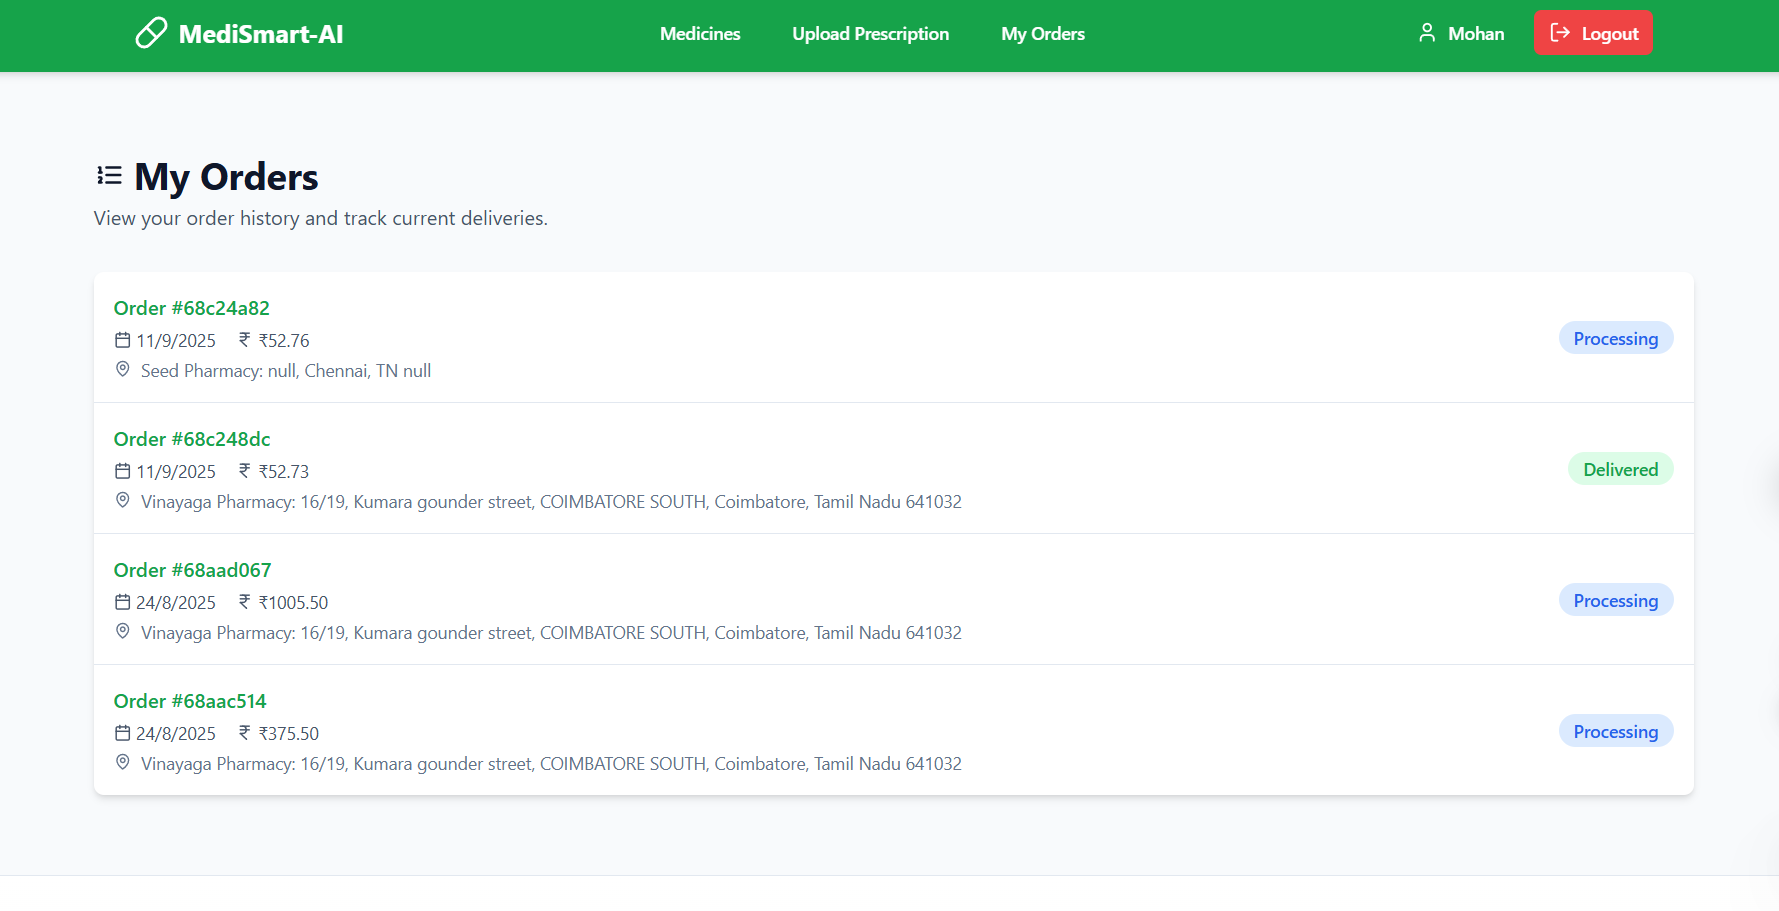 MediSmart-AI
Medicines Upload Prescription My Orders
Mohan Logout
My Orders
View your order history and track current deliveries.
Order #68c24a82
11/9/2025 ₹ ₹52.76
Processing
Seed Pharmacy: null, Chennai, TN null
Order #68c248dc
11/9/2025 ₹ ₹52.73
Delivered
Vinayaga Pharmacy: 16/19, Kumara gounder street, COIMBATORE SOUTH, Coimbatore, Tamil Nadu 641032
Order #68aad067
24/8/2025 ₹ ₹1005.50
Processing
Vinayaga Pharmacy: 16/19, Kumara gounder street, COIMBATORE SOUTH, Coimbatore, Tamil Nadu 641032
Order #68aac514
24/8/2025 ₹ ₹375.50
Processing
Vinayaga Pharmacy: 16/19, Kumara gounder street, COIMBATORE SOUTH, Coimbatore, Tamil Nadu 641032